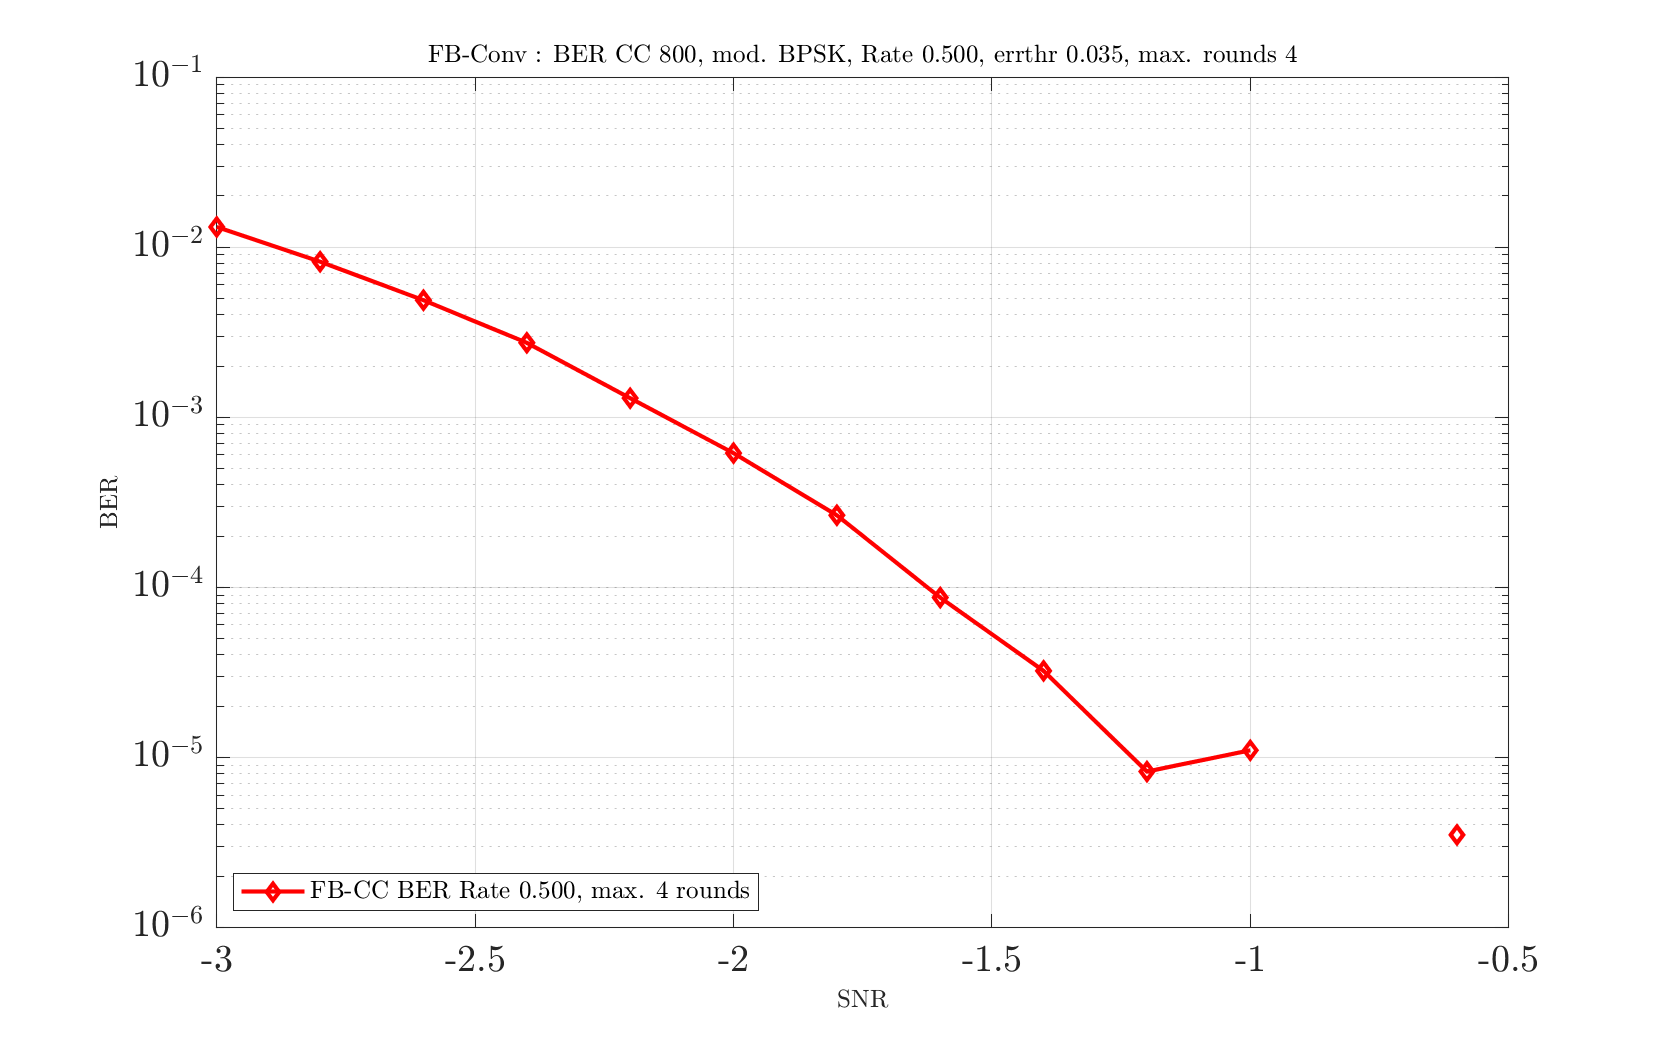 FB-Conv : BER CC 800, mod. BPSK, Rate 0.500, errthr 0.035, max. rounds 4
10^{-1}
10^{-2}
10^{-3}
10^{-4}
10^{-5}
10^{-6}
BER
FB-CC BER Rate 0.500, max. 4 rounds
-3 -2.5 -2 -1.5 -1 -0.5
SNR